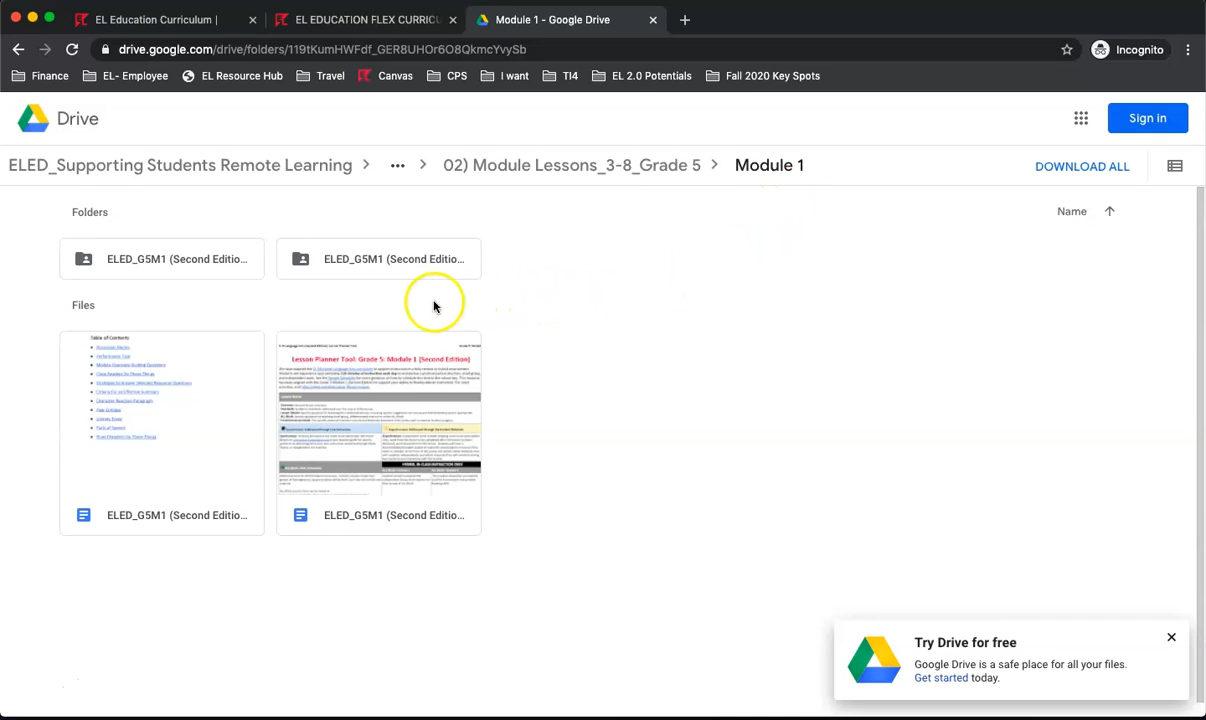 EL Education Curriculum |
EL EDUCATION FLEX CURRICU
Module 1 - Google Drive
drive.google.com/drive/folders/119tKumHWFdf_GER8UHOr6O8QkmcYvySb
Incognito
Finance
EL- Employee
EL Resource Hub
Travel
Canvas
CPS
I want
TI4
EL 2.0 Potentials
Fall 2020 Key Spots
Drive
Sign in
ELED_Supporting Students Remote Learning
02) Module Lessons_3-8_Grade 5
Module 1
DOWNLOAD ALL
Folders
Name
ELED_G5M1 (Second Editio...
ELED_G5M1 (Second Editio...
Files
Table of Contents
Lesson Planner Tool: Grade 5: Module 1 (Second Edition)
ELED_G5M1 (Second Editio...
ELED_G5M1 (Second Editio...
Try Drive for free
Google Drive is a safe place for all your files.
Get started today.